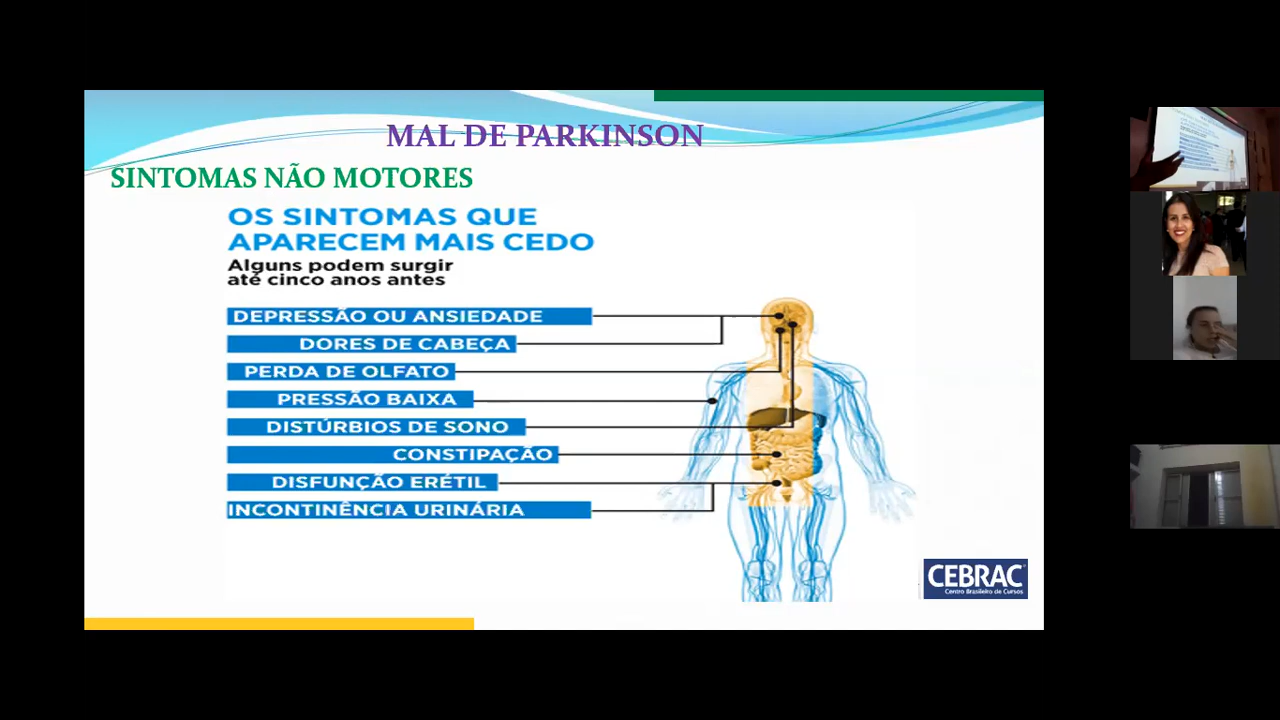 MAL DE PARKINSON
SINTOMAS NÃO MOTORES
OS SINTOMAS QUE
APARECEM MAIS CEDO
Alguns podem surgir
até cinco anos antes
DEPRESSÃO OU ANSIEDADE
DORES DE CABEÇA
PERDA DE OLFATO
PRESSÃO BAIXA
DISTÚRBIOS DE SONO
CONSTIPAÇÃO
DISFUNÇÃO ERÉTIL
INCONTINÊNCIA URINÁRIA
CEBRAC
Centro Brasileiro de Cursos